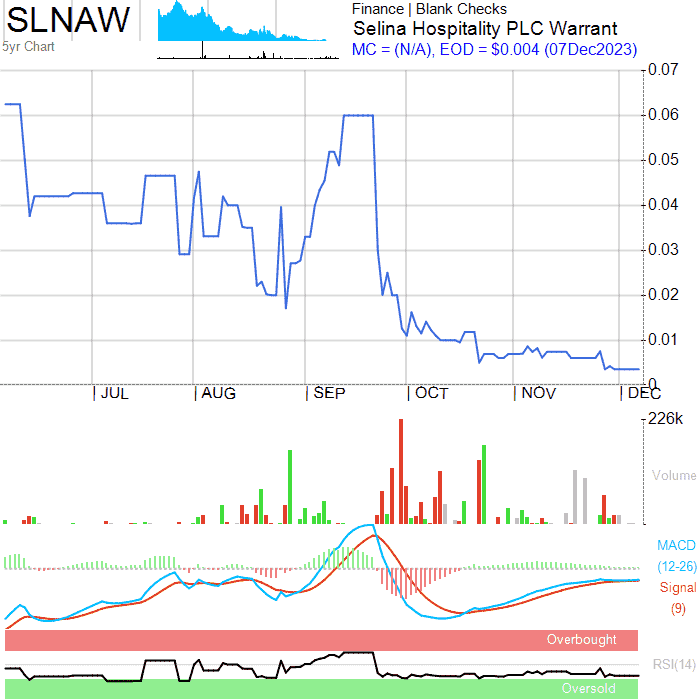 SLNAW
5yr Chart
Finance | Blank Checks
Selina Hospitality PLC Warrant
MC = (N/A), EOD = $0.004 (07Dec2023)
0.07
0.06
0.05
0.04
0.03
0.02
0.01
0
JUL
AUG
SEP
OCT
NOV
DEC
226k
Volume
MACD
(12-26)
Signal
(9)
Overbought
RSI(14)
Oversold